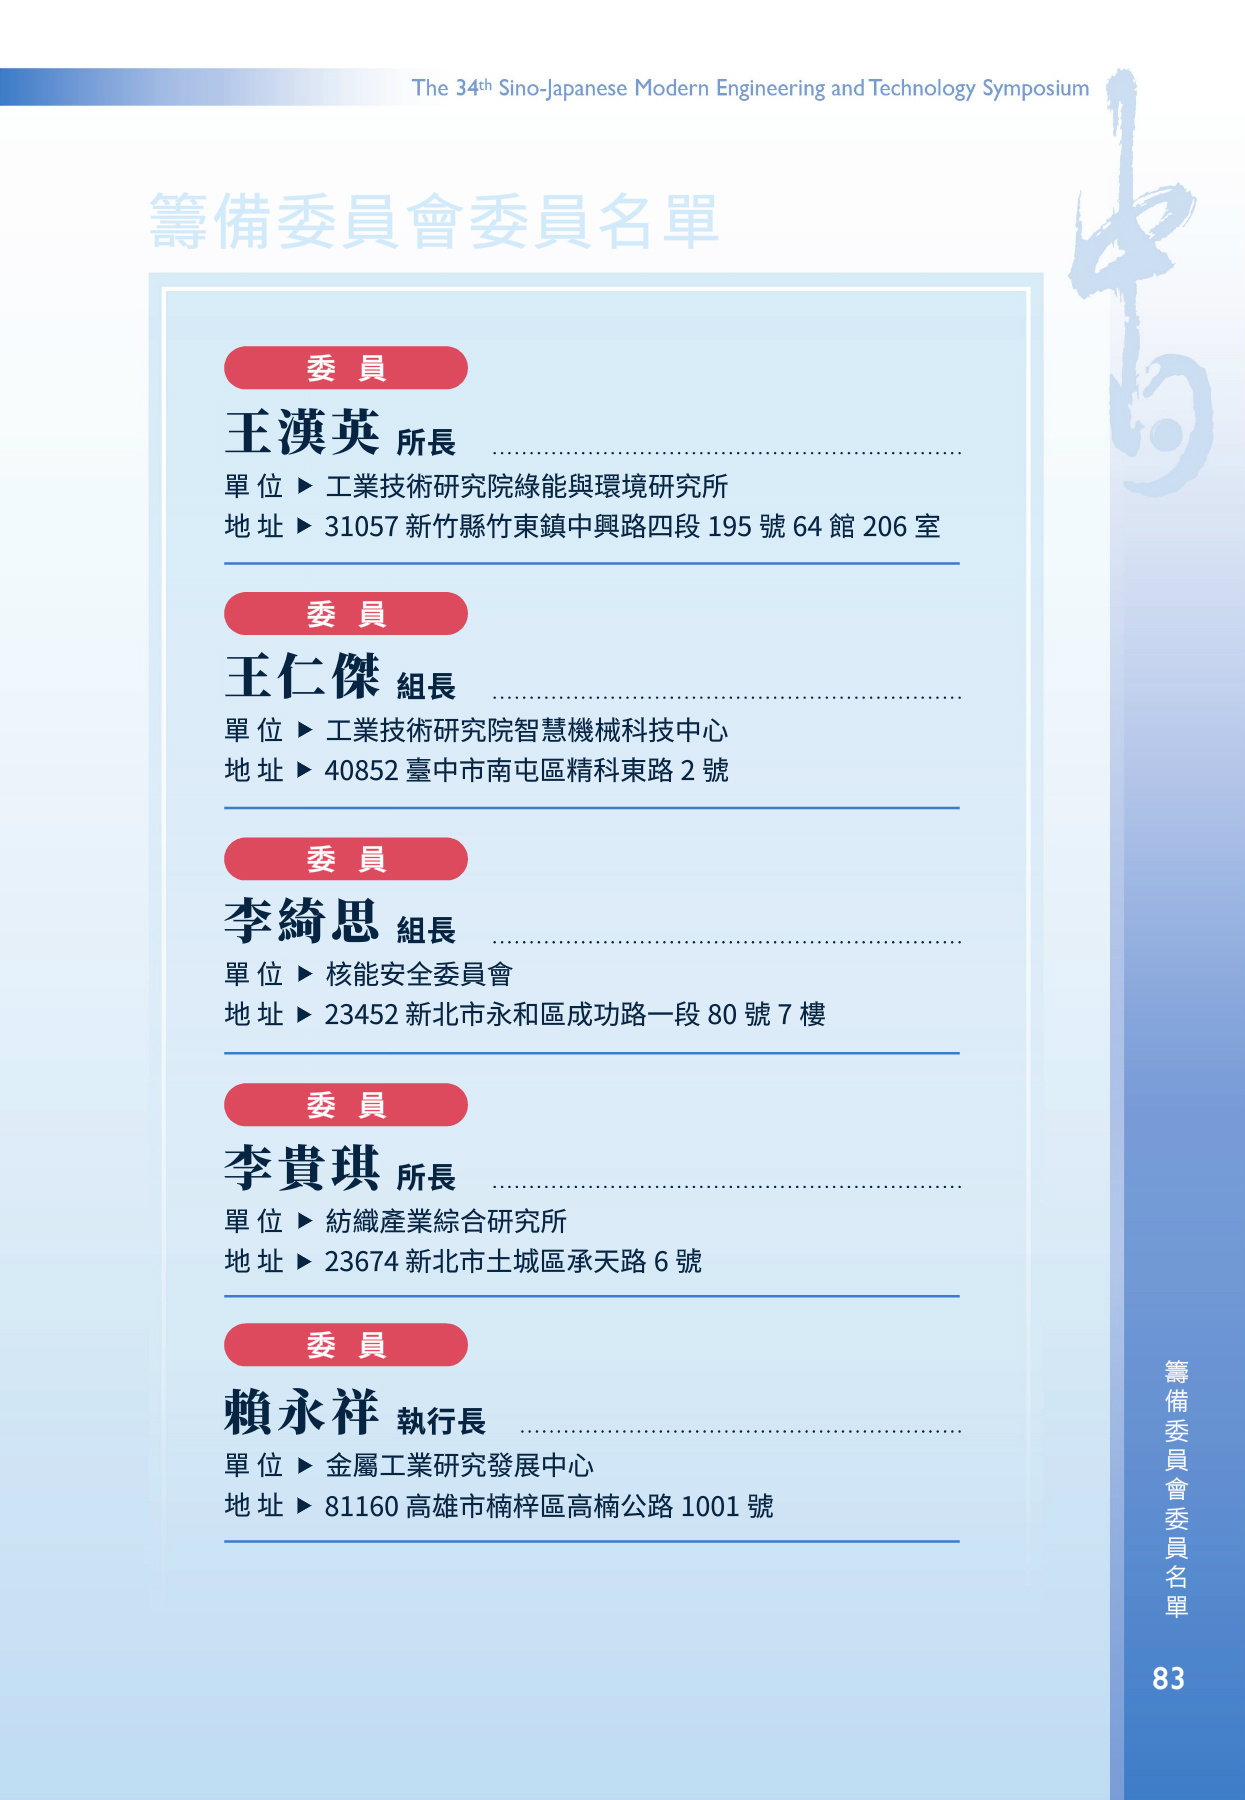 The 34th Sino-Japanese Modern Engineering and Technology Symposium
籌備委員會委員名單
委 員
王漢英 所長
單 位 ▶ 工業技術研究院綠能與環境研究所
地 址 ▶ 31057 新竹縣竹東鎮中興路四段 195 號 64 館 206 室
委 員
王仁傑 組長
單 位 ▶ 工業技術研究院智慧機械科技中心
地 址 ▶ 40852 臺中市南屯區精科東路 2 號
委 員
李綺思 組長
單 位 ▶ 核能安全委員會
地 址 ▶ 23452 新北市永和區成功路一段 80 號 7 樓
委 員
李貴琪 所長
單 位 ▶ 紡織產業綜合研究所
地 址 ▶ 23674 新北市土城區承天路 6 號
委 員
賴永祥 執行長
單 位 ▶ 金屬工業研究發展中心
地 址 ▶ 81160 高雄市楠梓區高楠公路 1001 號
籌備委員會委員名單
83